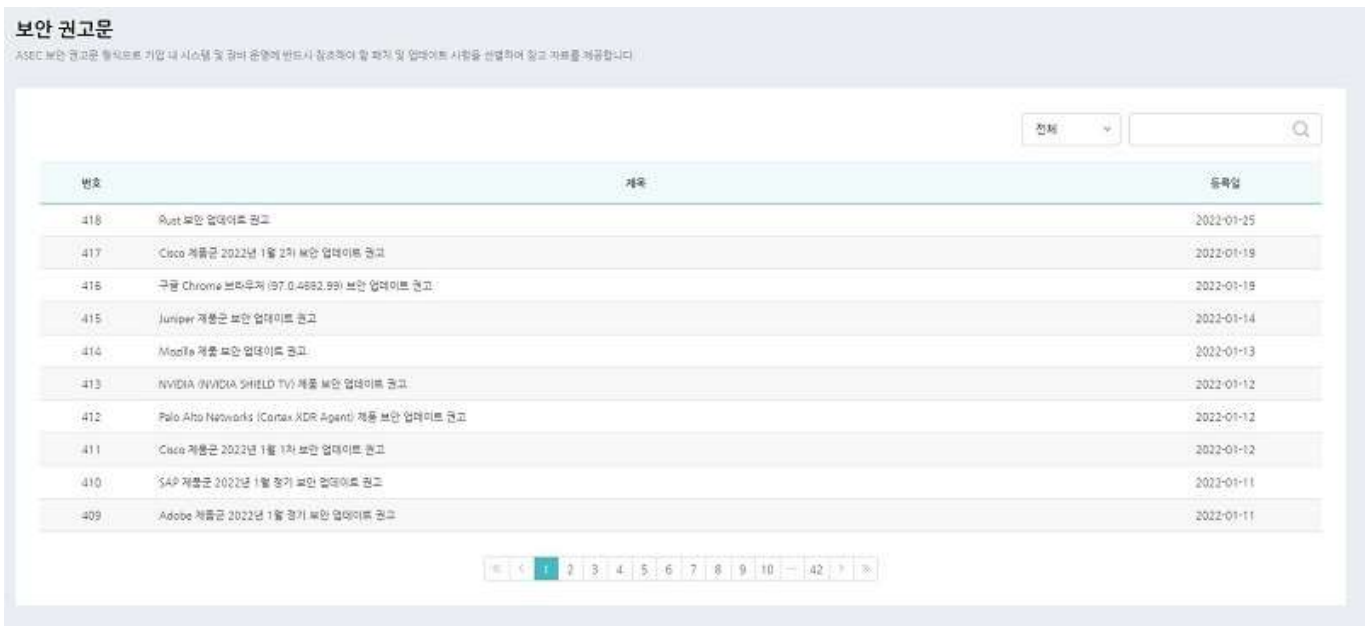 보안 권고문
ASEC 보안 권고문 형식으로 기업 내 시스템 및 장비 운영에 반드시 참조해야 할 패치 및 업데이트 사항을 선별하여 참고 자료를 제공합니다.
전체
번호 제목 등록일
418 Rust 보안 업데이트 권고 2022-01-25
417 Cisco 제품군 2022년 1월 2차 보안 업데이트 권고 2022-01-19
416 구글 Chrome 브라우저 (97.0.4692.99) 보안 업데이트 권고 2022-01-19
415 Juniper 제품군 보안 업데이트 권고 2022-01-14
414 Mozilla 제품 보안 업데이트 권고 2022-01-13
413 NVIDIA (NVIDIA SHIELD TV) 제품 보안 업데이트 권고 2022-01-12
412 Palo Alto Networks (Cortex XDR Agent) 제품 보안 업데이트 권고 2022-01-12
411 Cisco 제품군 2022년 1월 1차 보안 업데이트 권고 2022-01-12
410 SAP 제품군 2022년 1월 정기 보안 업데이트 권고 2022-01-11
409 Adobe 제품군 2022년 1월 정기 보안 업데이트 권고 2022-01-11
« < 1 2 3 4 5 6 7 8 9 10 ... 42 > »